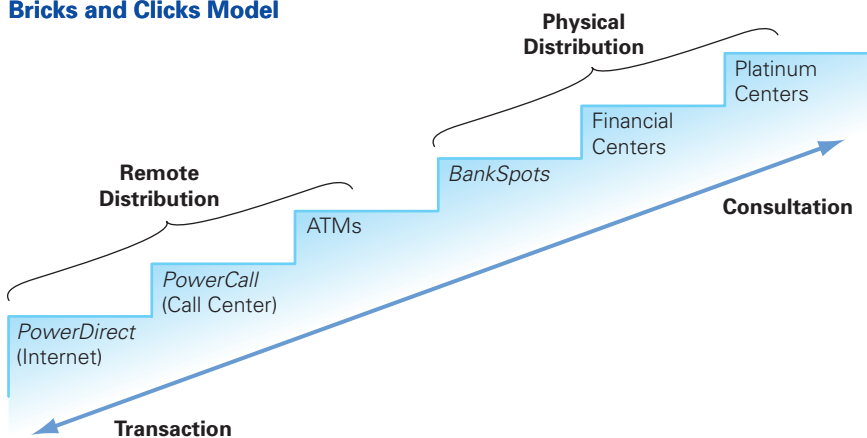 Bricks and Clicks Model
Physical
Distribution
Platinum
Centers
Financial
Centers
BankSpots
Remote
Distribution
ATMs
PowerCall
(Call Center)
PowerDirect
(Internet)
Consultation
Transaction